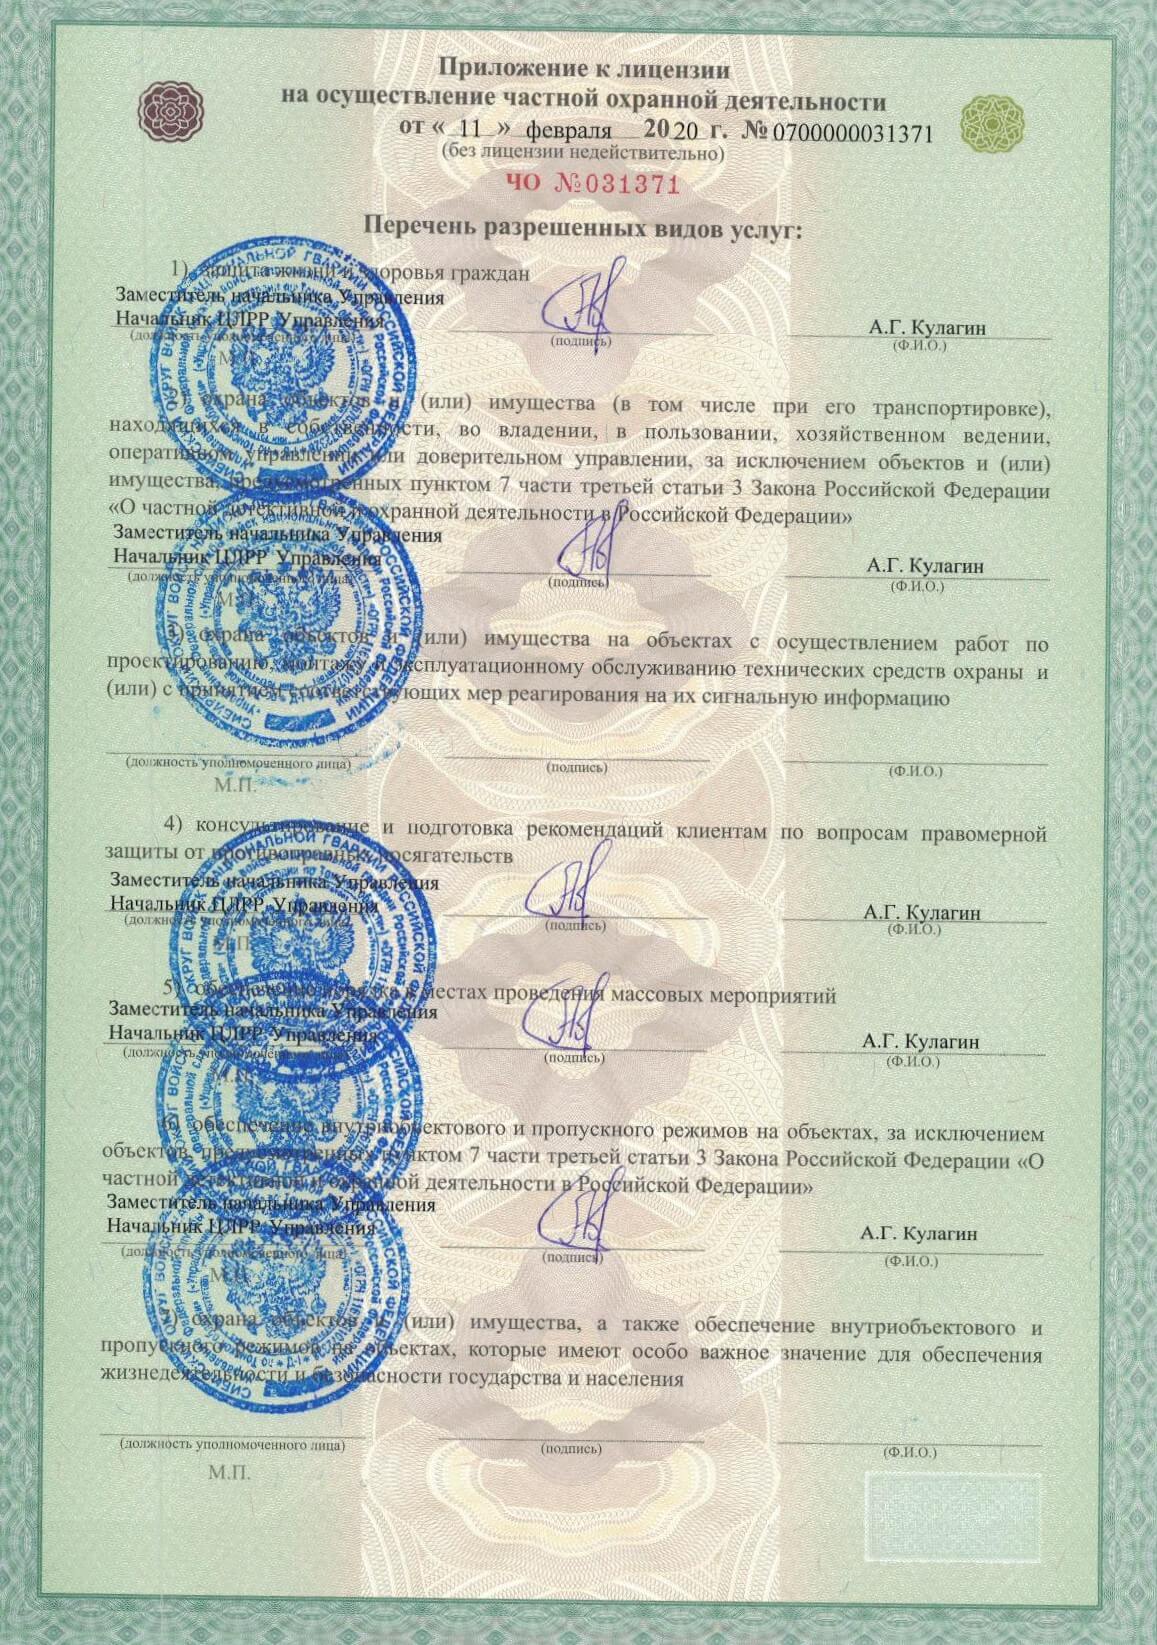 Приложение к лицензии
на осуществление частной охранной деятельности
от « 11 » февраля 2020 г. № 0700000031371
(без лицензии недействительно)
ЧО №031371
Перечень разрешенных видов услуг:
1) защита жизни и здоровья граждан
Заместитель начальника Управления
Начальник ЦЛРР Управления
А.Г. Кулагин
(должность уполномоченного лица)
(подпись)
(Ф.И.О.)
М.П.
2) охрана объектов и (или) имущества (в том числе при его транспортировке),
находящихся в собственности, во владении, в пользовании, хозяйственном ведении,
оперативном управлении или доверительном управлении, за исключением объектов и (или)
имущества, предусмотренных пунктом 7 части третьей статьи 3 Закона Российской Федерации
«О частной детективной и охранной деятельности в Российской Федерации»
Заместитель начальника Управления
Начальник ЦЛРР Управления
А.Г. Кулагин
(должность уполномоченного лица)
(подпись)
(Ф.И.О.)
М.П.
3) охрана объектов и (или) имущества на объектах с осуществлением работ по
проектированию, монтажу и эксплуатационному обслуживанию технических средств охраны и
(или) с принятием соответствующих мер реагирования на их сигнальную информацию
(должность уполномоченного лица)
(подпись)
(Ф.И.О.)
М.П.
4) консультирование и подготовка рекомендаций клиентам по вопросам правомерной
защиты от противоправных посягательств
Заместитель начальника Управления
Начальник ЦЛРР Управления
А.Г. Кулагин
(должность уполномоченного лица)
(подпись)
(Ф.И.О.)
М.П.
5) обеспечение порядка в местах проведения массовых мероприятий
Заместитель начальника Управления
Начальник ЦЛРР Управления
А.Г. Кулагин
(должность уполномоченного лица)
(подпись)
(Ф.И.О.)
М.П.
6) обеспечение внутриобъектового и пропускного режимов на объектах, за исключением
объектов, предусмотренных пунктом 7 части третьей статьи 3 Закона Российской Федерации «О
частной детективной и охранной деятельности в Российской Федерации»
Заместитель начальника Управления
Начальник ЦЛРР Управления
А.Г. Кулагин
(должность уполномоченного лица)
(подпись)
(Ф.И.О.)
М.П.
7) охрана объектов и (или) имущества, а также обеспечение внутриобъектового и
пропускного режимов на объектах, которые имеют особо важное значение для обеспечения
жизнедеятельности и безопасности государства и населения
(должность уполномоченного лица)
(подпись)
(Ф.И.О.)
М.П.